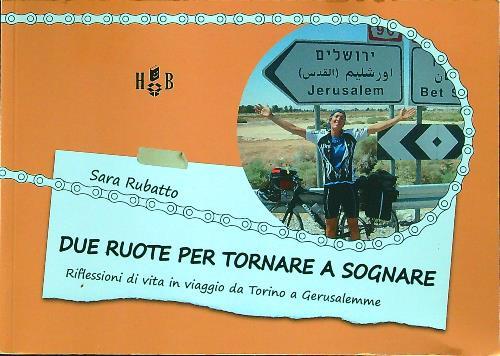 90
ירושלים
اورشليم (القدس)
Jerusalem
Bet S
H B
Sara Rubatto
DUE RUOTE PER TORNARE A SOGNARE
Riflessioni di vita in viaggio da Torino a Gerusalemme